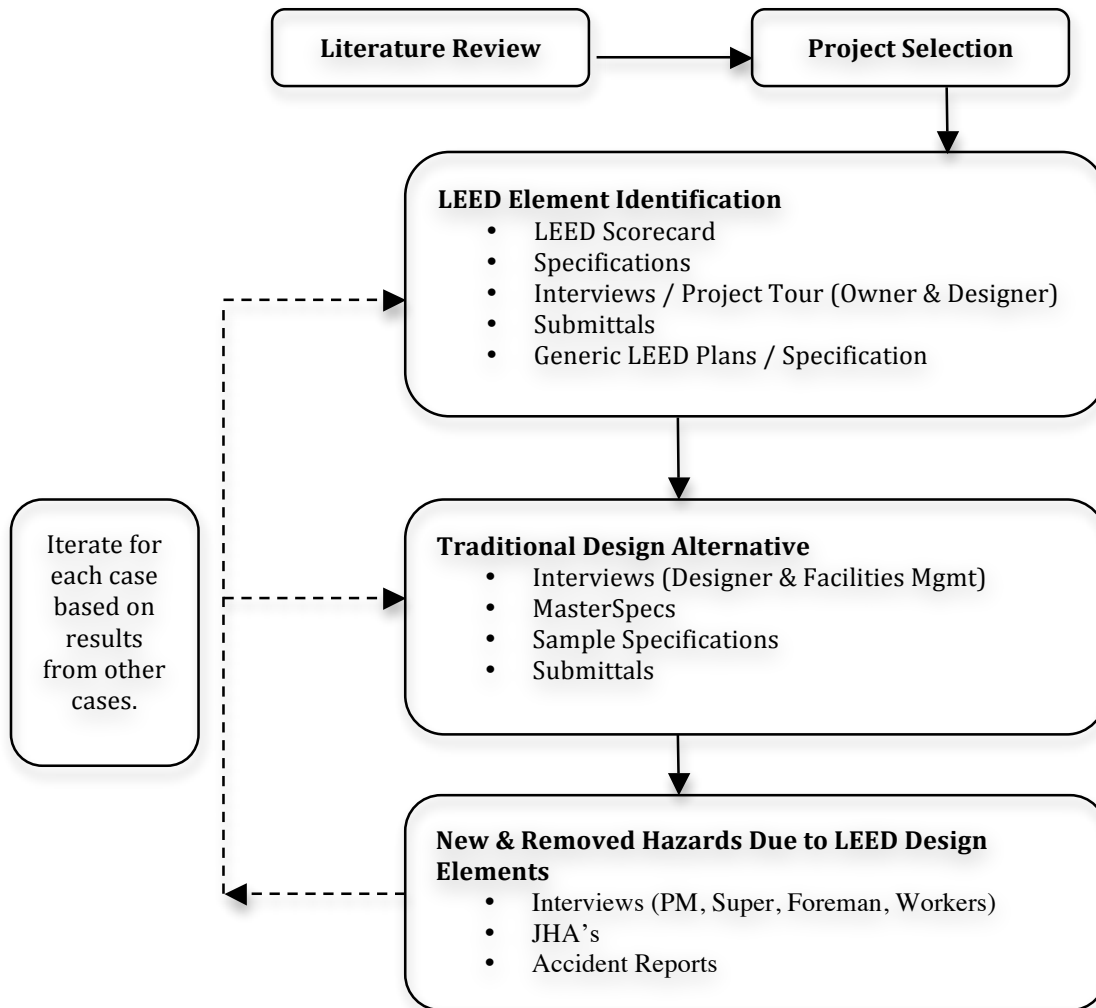 Literature Review
Project Selection
LEED Element Identification
• LEED Scorecard
• Specifications
• Interviews / Project Tour (Owner & Designer)
• Submittals
• Generic LEED Plans / Specification
Iterate for
each case
based on
results
from other
cases.
Traditional Design Alternative
• Interviews (Designer & Facilities Mgmt)
• MasterSpecs
• Sample Specifications
• Submittals
New & Removed Hazards Due to LEED Design
Elements
• Interviews (PM, Super, Foreman, Workers)
• JHA's
• Accident Reports